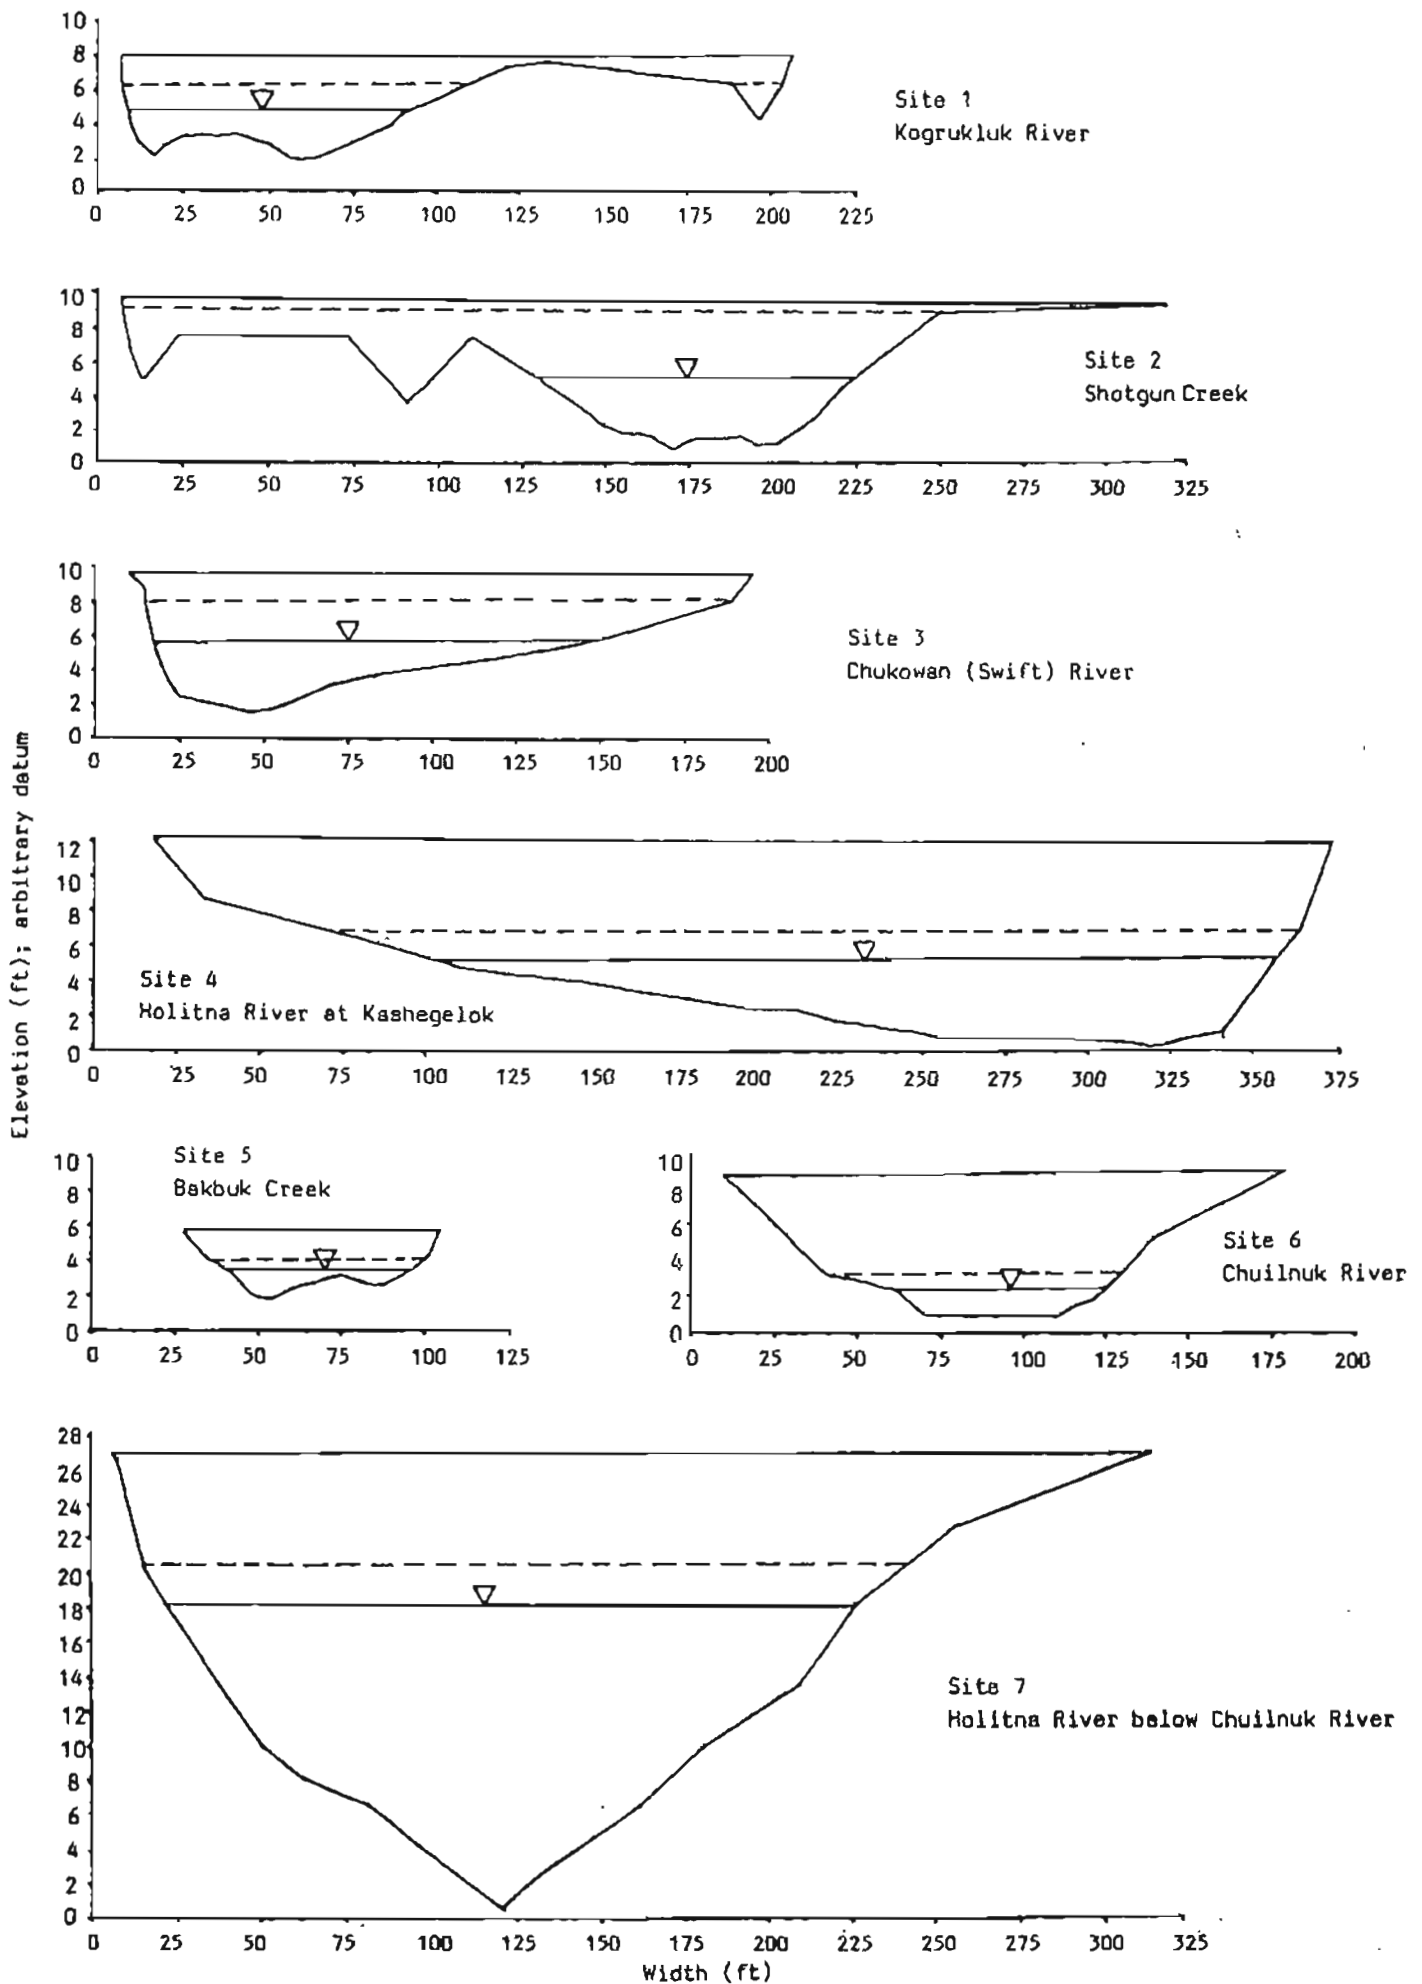 10
8
6
4
2
0
0 25 50 75 100 125 150 175 200 225
Site 1
Kogrukluk River
10
8
6
4
2
0
0 25 50 75 100 125 150 175 200 225 250 275 300 325
Site 2
Shotgun Creek
10
8
6
4
2
0
0 25 50 75 100 125 150 175 200
Site 3
Chukowan (Swift) River
Elevation (ft); arbitrary datum
12
10
8
6
4
2
0
0 25 50 75 100 125 150 175 200 225 250 275 300 325 350 375
Site 4
Holitna River at Kashegelok
10
8
6
4
2
0
0 25 50 75 100 125
Site 5
Bakbuk Creek
10
8
6
4
2
0
0 25 50 75 100 125 150 175 200
Site 6
Chuilnuk River
28
26
24
22
20
18
16
14
12
10
8
6
4
2
0
0 25 50 75 100 125 150 175 200 225 250 275 300 325
Site 7
Holitna River below Chuilnuk River
Width (ft)